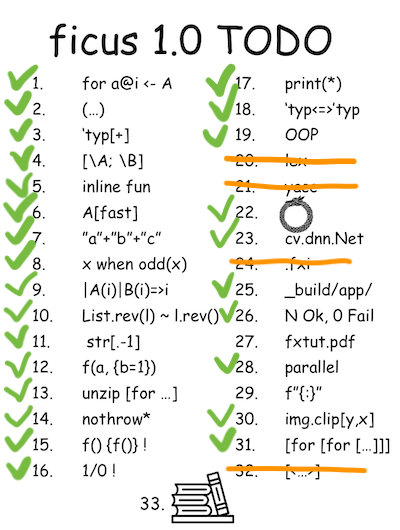 ficus 1.0 TODO
1. for a@i <- A
2. (...)
3. 'typ[+]
4. [\A; \B]
5. inline fun
6. A[fast]
7. "a"+"b"+"c"
8. x when odd(x)
9. |A(i)|B(i)=>i
10. List.rev(l) ~ l.rev()
11. str[.-1]
12. f(a, {b=1})
13. unzip [for ...]
14. nothrow*
15. f() {f()} !
16. 1/0 !
17. print(*)
18. 'typ<=>'typ
19. OOP
20. lex
21. yacc
22.
23. cv.dnn.Net
24. .fxi
25. _build/app/
26. N Ok, 0 Fail
27. fxtut.pdf
28. parallel
29. f"{:}"
30. img.clip[y,x]
31. [for [for [...]]]
32. [<...>]
33.